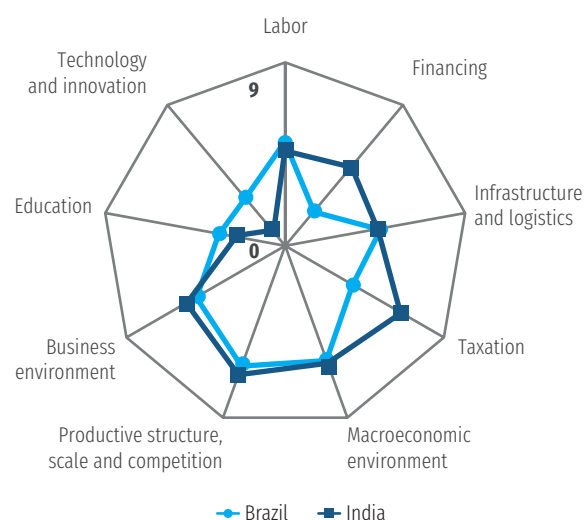 Labor
Technology
and innovation
Financing
9
Education
Infrastructure
and logistics
0
Business
environment
Taxation
Productive structure,
scale and competition
Macroeconomic
environment
Brazil
India